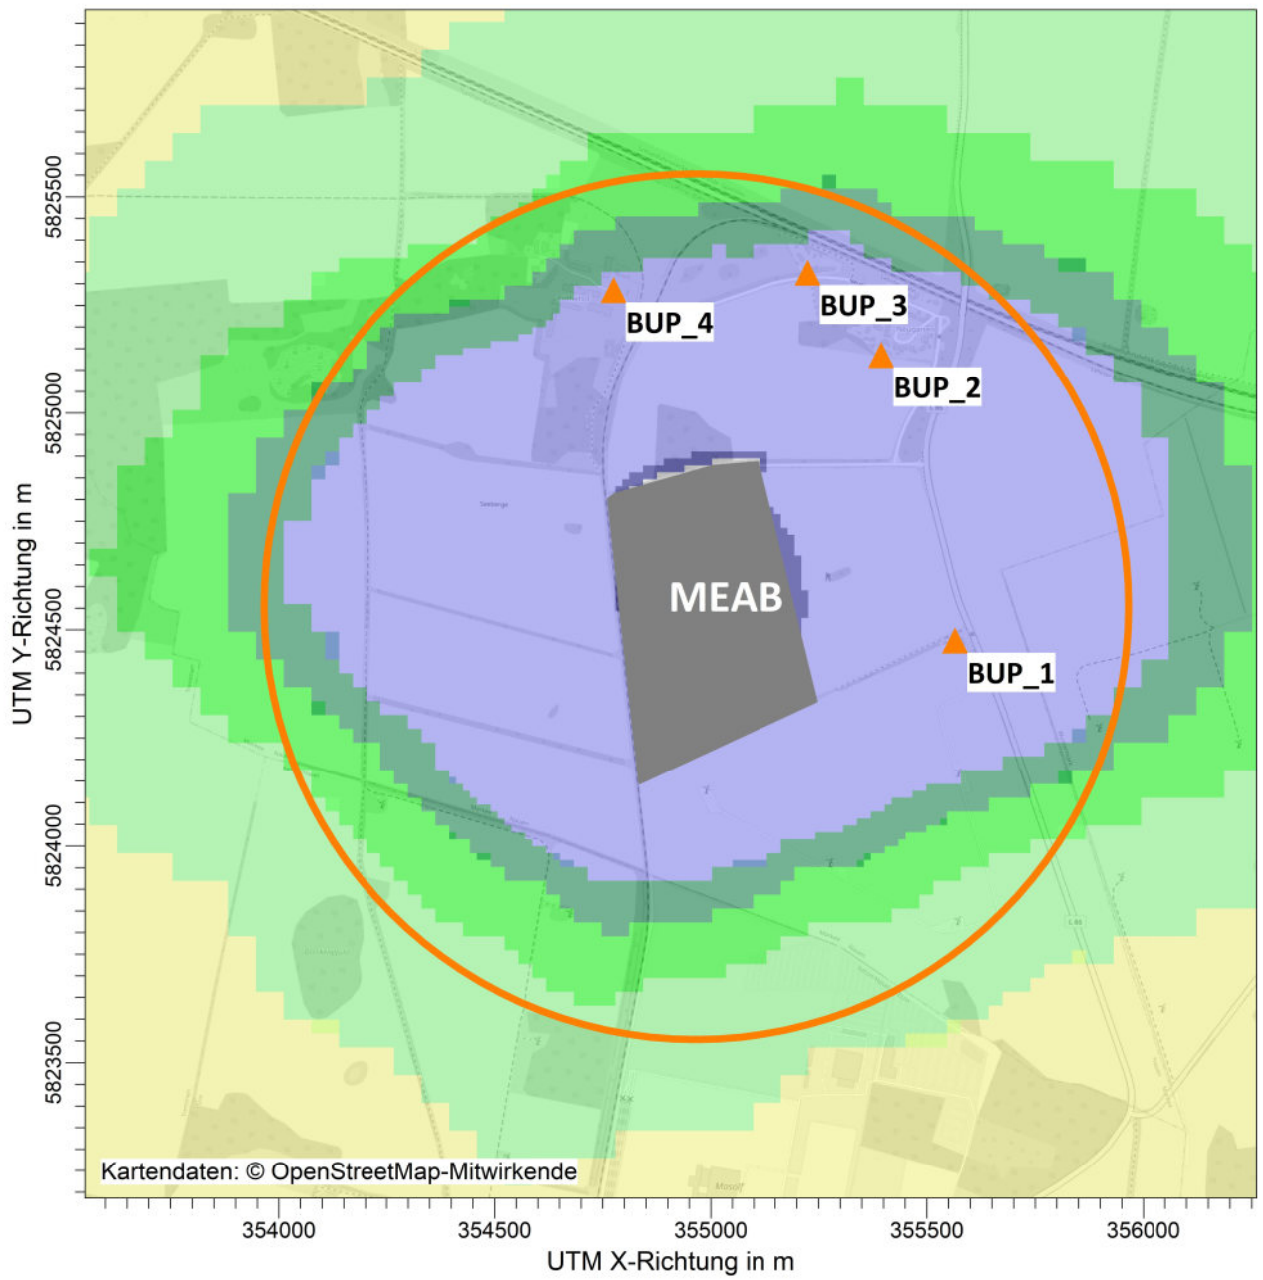 5825500
5825000
5824500
5824000
5823500
UTM Y-Richtung in m
BUP_3
BUP_4
BUP_2
MEAB
BUP_1
Kartendaten: © OpenStreetMap-Mitwirkende
Mosolf
354000
354500
355000
355500
356000
UTM X-Richtung in m